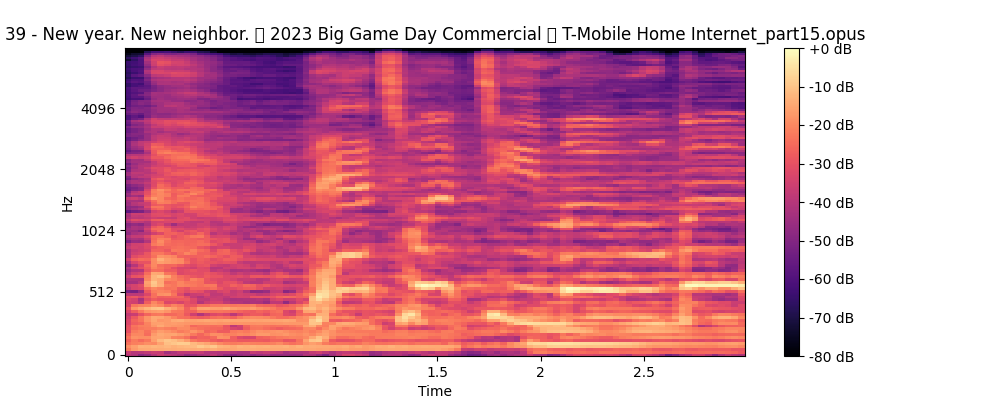 39 - New year. New neighbor. 2023 Big Game Day Commercial T-Mobile Home Internet_part15.opus
+0 dB
-10 dB
-20 dB
-30 dB
-40 dB
-50 dB
-60 dB
-70 dB
-80 dB
4096
2048
1024
512
0
Hz
0
0.5
1
1.5
2
2.5
Time